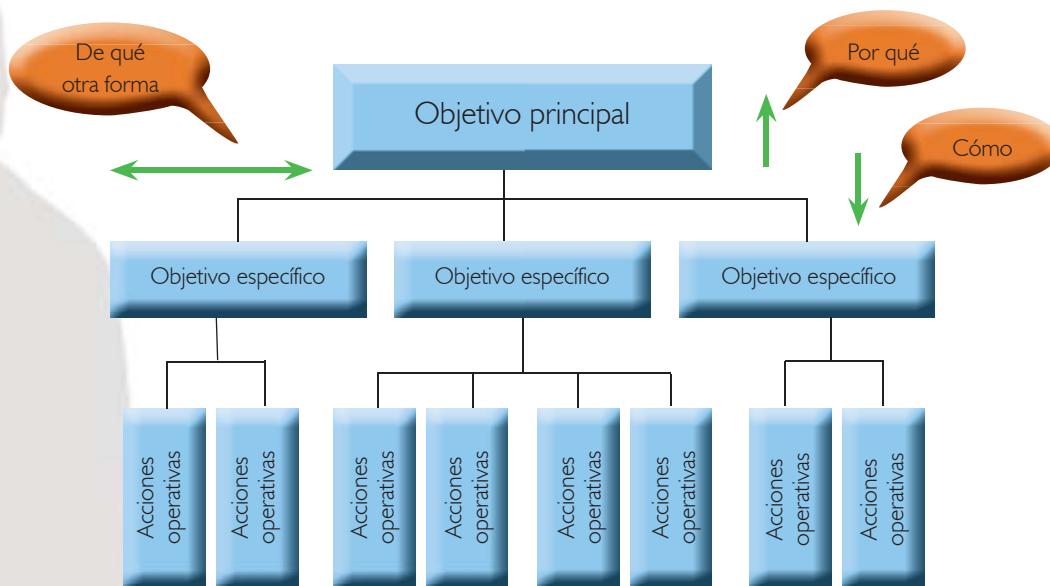 De qué
otra forma
Por qué
Objetivo principal
Cómo
Objetivo específico
Objetivo específico
Objetivo específico
Acciones
operativas
Acciones
operativas
Acciones
operativas
Acciones
operativas
Acciones
operativas
Acciones
operativas
Acciones
operativas
Acciones
operativas